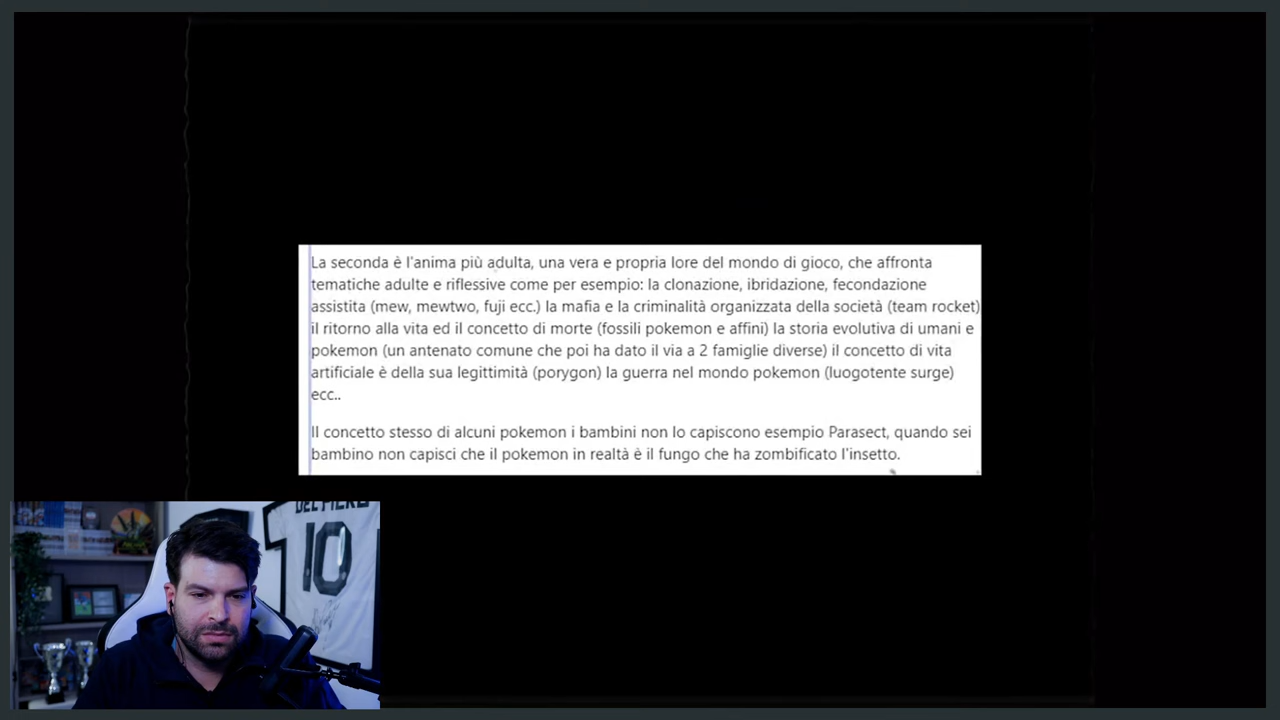 La seconda è l'anima più adulta, una vera e propria lore del mondo di gioco, che affronta
tematiche adulte e riflessive come per esempio: la clonazione, ibridazione, fecondazione
assistita (mew, mewtwo, fuji ecc.) la mafia e la criminalità organizzata della società (team rocket)
il ritorno alla vita ed il concetto di morte (fossili pokemon e affini) la storia evolutiva di umani e
pokemon (un antenato comune che poi ha dato il via a 2 famiglie diverse) il concetto di vita
artificiale è della sua legittimità (porygon) la guerra nel mondo pokemon (luogotente surge)
ecc..
Il concetto stesso di alcuni pokemon i bambini non lo capiscono esempio Parasect, quando sei
bambino non capisci che il pokemon in realtà è il fungo che ha zombificato l'insetto.
DEL PIERO
10